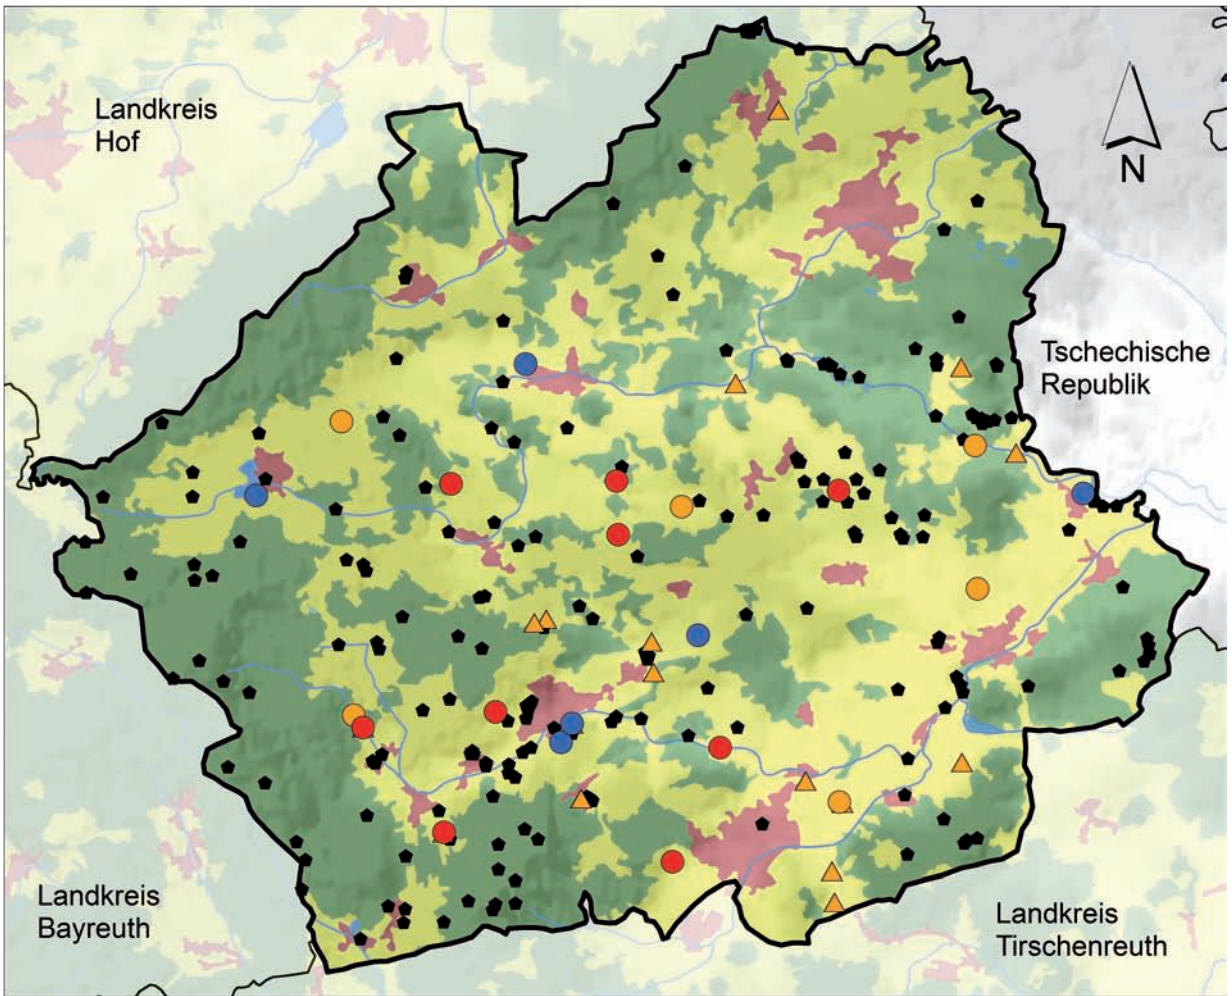 Landkreis
Hof
N
Tschechische
Republik
Landkreis
Bayreuth
Landkreis
Tirschenreuth